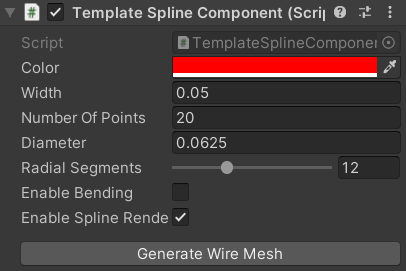 Template Spline Component (Scrip
Script
TemplateSplineComponen
Color
Width
0.05
Number Of Points
20
Diameter
0.0625
Radial Segments
12
Enable Bending
Enable Spline Rende
Generate Wire Mesh